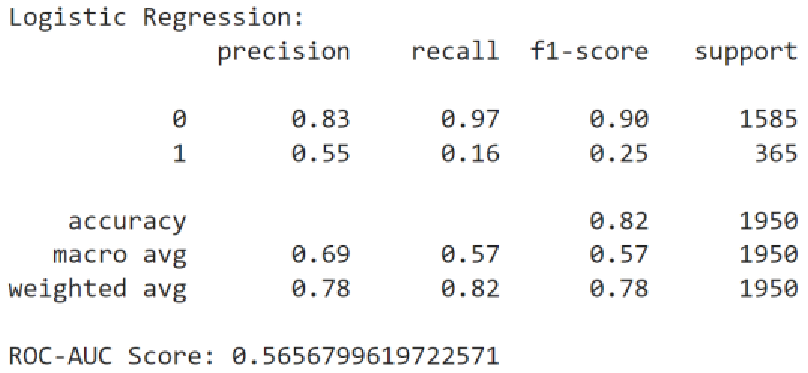 Logistic Regression:
precision recall f1-score support
0 0.83 0.97 0.90 1585
1 0.55 0.16 0.25 365
accuracy 0.82 1950
macro avg 0.69 0.57 0.57 1950
weighted avg 0.78 0.82 0.78 1950
ROC-AUC Score: 0.5656799619722571